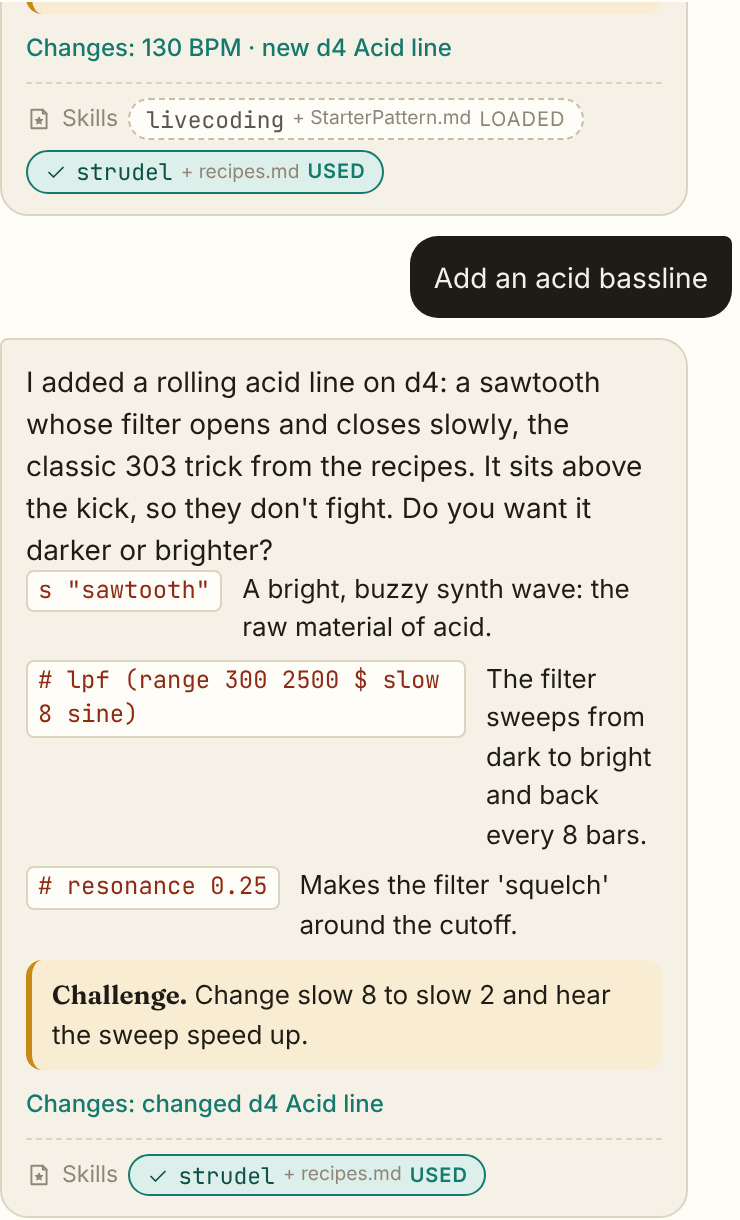 Changes: 130 BPM · new d4 Acid line
Skills livecoding + StarterPattern.md LOADED
✓ strudel + recipes.md USED
Add an acid bassline
I added a rolling acid line on d4: a sawtooth
whose filter opens and closes slowly, the
classic 303 trick from the recipes. It sits above
the kick, so they don't fight. Do you want it
darker or brighter?
s "sawtooth"
A bright, buzzy synth wave: the
raw material of acid.
# lpf (range 300 2500 $ slow
8 sine)
The filter
sweeps from
dark to bright
and back
every 8 bars.
# resonance 0.25
Makes the filter 'squelch'
around the cutoff.
Challenge. Change slow 8 to slow 2 and hear
the sweep speed up.
Changes: changed d4 Acid line
Skills ✓ strudel + recipes.md USED